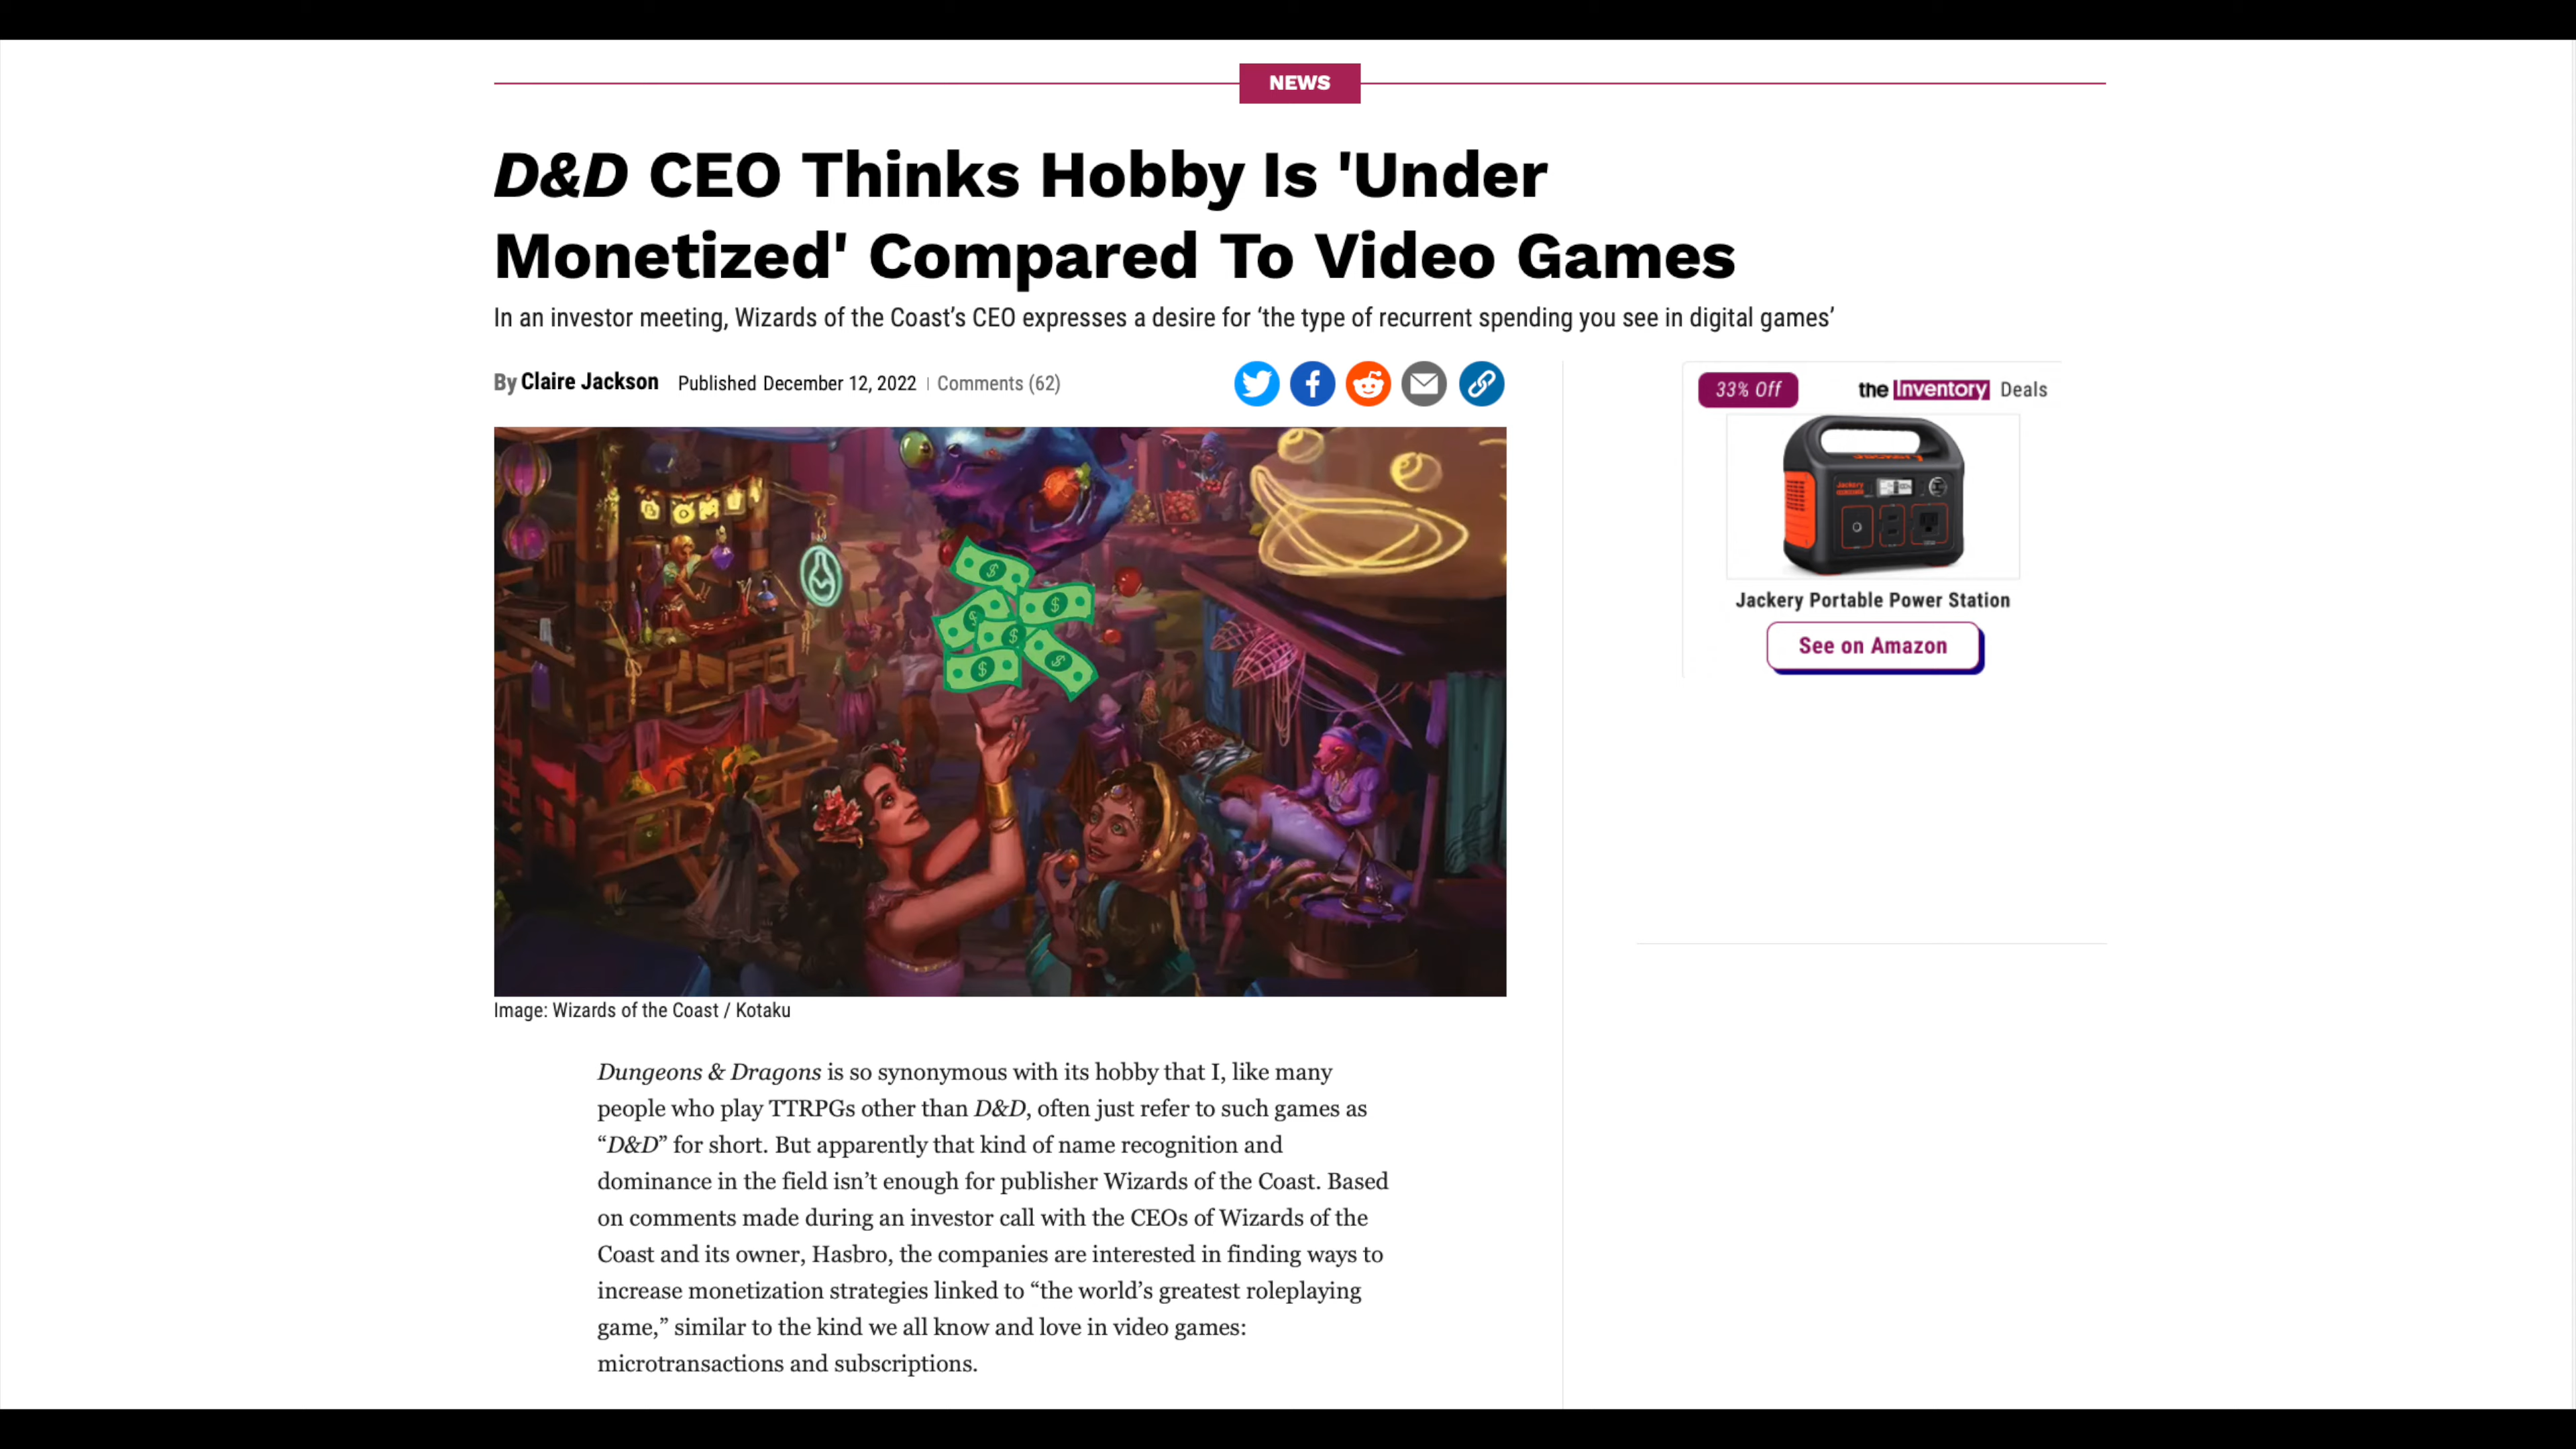 NEWS
D&D CEO Thinks Hobby Is 'Under
Monetized' Compared To Video Games
In an investor meeting, Wizards of the Coast’s CEO expresses a desire for ‘the type of recurrent spending you see in digital games’
By Claire Jackson Published December 12, 2022 | Comments (62)
33% Off the Inventory Deals
Jackery
Jackery Portable Power Station
See on Amazon
Image: Wizards of the Coast / Kotaku
Dungeons & Dragons is so synonymous with its hobby that I, like many
people who play TTRPGs other than D&D, often just refer to such games as
“D&D” for short. But apparently that kind of name recognition and
dominance in the field isn’t enough for publisher Wizards of the Coast. Based
on comments made during an investor call with the CEOs of Wizards of the
Coast and its owner, Hasbro, the companies are interested in finding ways to
increase monetization strategies linked to “the world’s greatest roleplaying
game,” similar to the kind we all know and love in video games:
microtransactions and subscriptions.